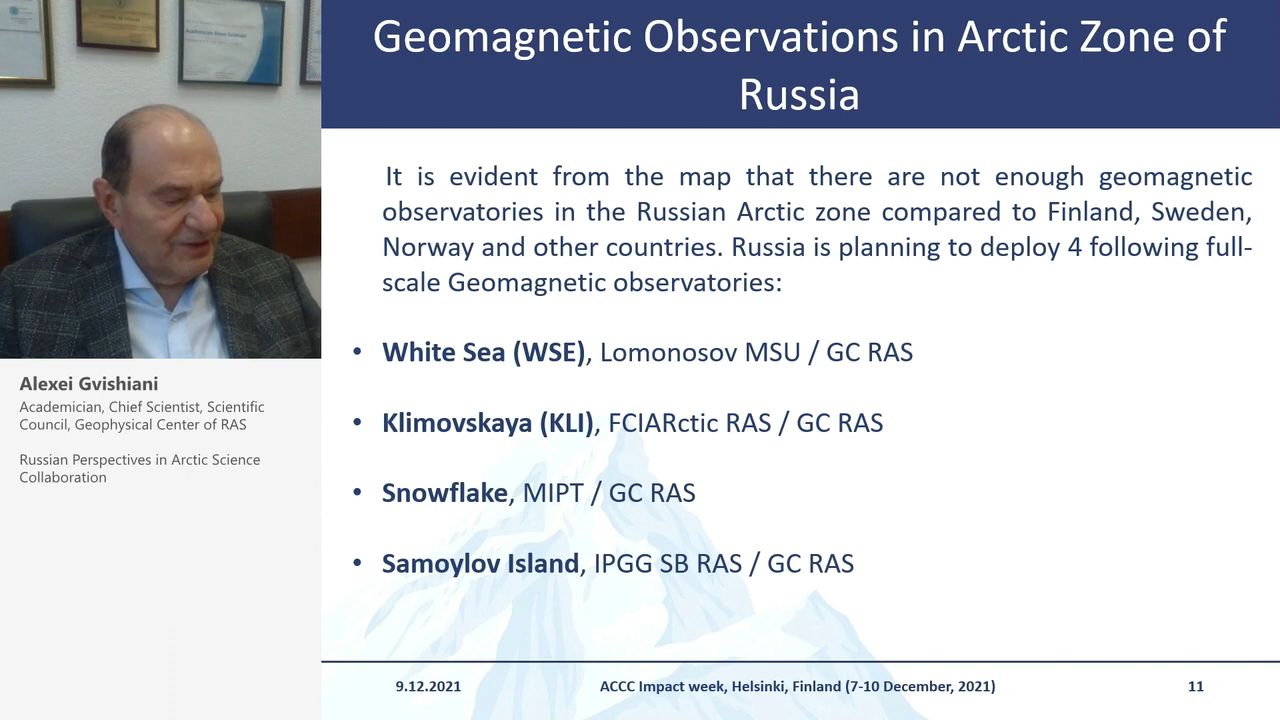 Geomagnetic Observations in Arctic Zone of
Russia
It is evident from the map that there are not enough geomagnetic
observatories in the Russian Arctic zone compared to Finland, Sweden,
Norway and other countries. Russia is planning to deploy 4 following full-
scale Geomagnetic observatories:
• White Sea (WSE), Lomonosov MSU / GC RAS
• Klimovskaya (KLI), FCIARctic RAS / GC RAS
• Snowflake, MIPT / GC RAS
• Samoylov Island, IPGG SB RAS / GC RAS
9.12.2021
ACCC Impact week, Helsinki, Finland (7-10 December, 2021)
11
Alexei Gvishiani
Academician, Chief Scientist, Scientific
Council, Geophysical Center of RAS
Russian Perspectives in Arctic Science
Collaboration